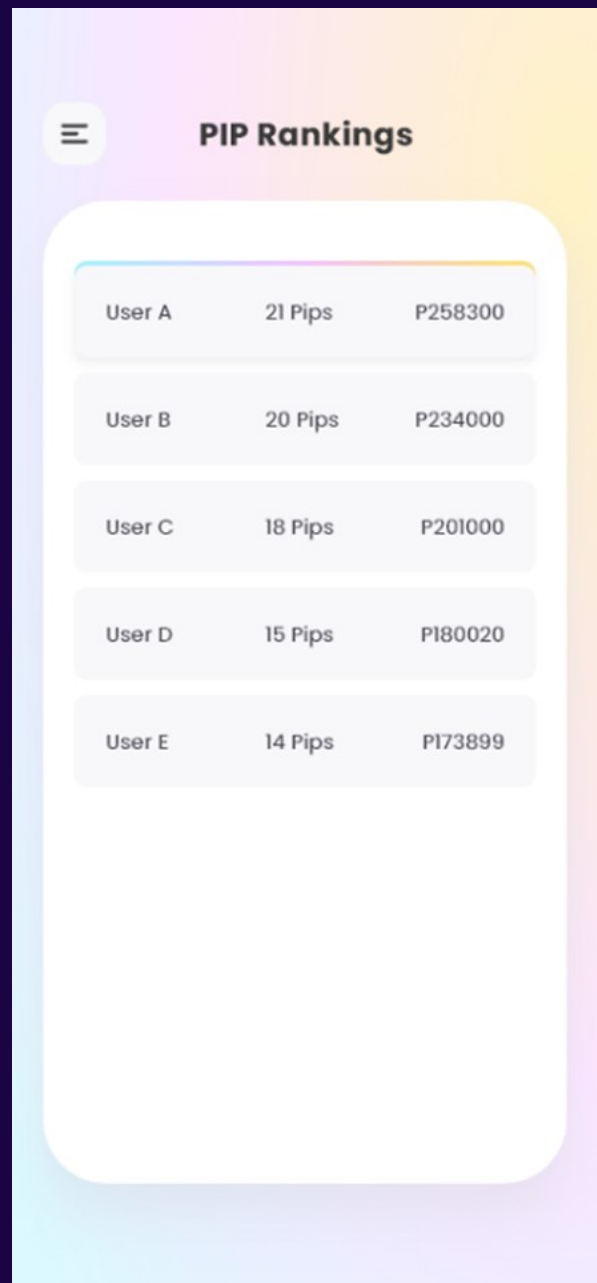 PIP Rankings
User A 21 Pips P258300
User B 20 Pips P234000
User C 18 Pips P201000
User D 15 Pips P180020
User E 14 Pips P173899